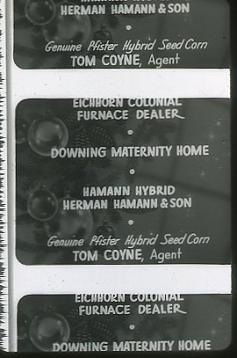 HERMAN HAMANN & SON
Genuine Pfister Hybrid Seed Corn
TOM COYNE, Agent
EICHHORN COLONIAL
FURNACE DEALER
DOWNING MATERNITY HOME
HAMANN HYBRID
HERMAN HAMANN & SON
Genuine Pfister Hybrid Seed Corn
TOM COYNE, Agent
EICHHORN COLONIAL
FURNACE DEALER
DOWNING MATERNITY HOME